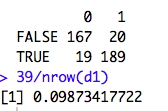 0 1
FALSE 167 20
TRUE 19 189
> 39/nrow(d1)
[1] 0.09873417722